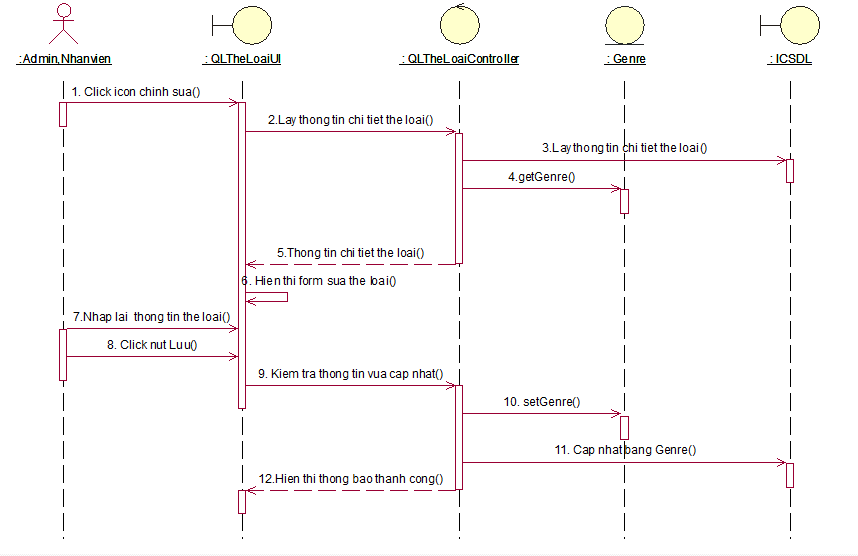 :Admin,Nhanvien
: QLTheLoaiUI
: QLTheLoaiController
: Genre
: ICSDL
1. Click icon chinh sua()
2.Lay thong tin chi tiet the loai()
3.Lay thong tin chi tiet the loai()
4.getGenre()
5.Thong tin chi tiet the loai()
6. Hien thi form sua the loai()
7.Nhap lai thong tin the loai()
8. Click nut Luu()
9. Kiem tra thong tin vua cap nhat()
10. setGenre()
11. Cap nhat bang Genre()
12.Hien thi thong bao thanh cong()